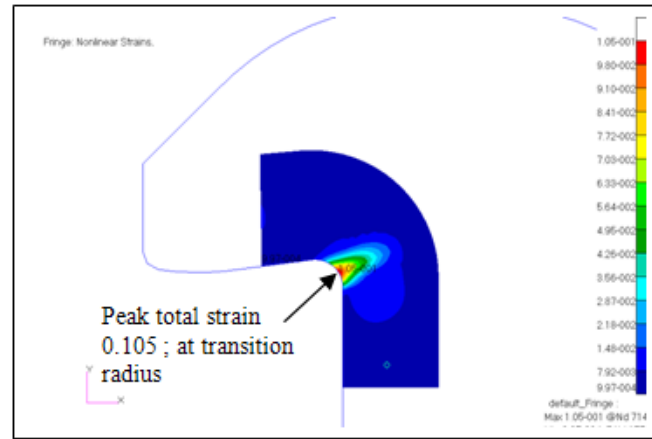 Fringe: Nonlinear Strains,
1.05-001
9.80-002
9.10-002
8.41-002
7.72-002
7.03-002
6.33-002
5.64-002
4.95-002
4.26-002
3.56-002
2.87-002
2.18-002
1.48-002
7.92-003
9.97-004
Peak total strain
0.105 ; at transition
radius
Y
X
default_Fringe :
Max 1.05-001 @Nd 714